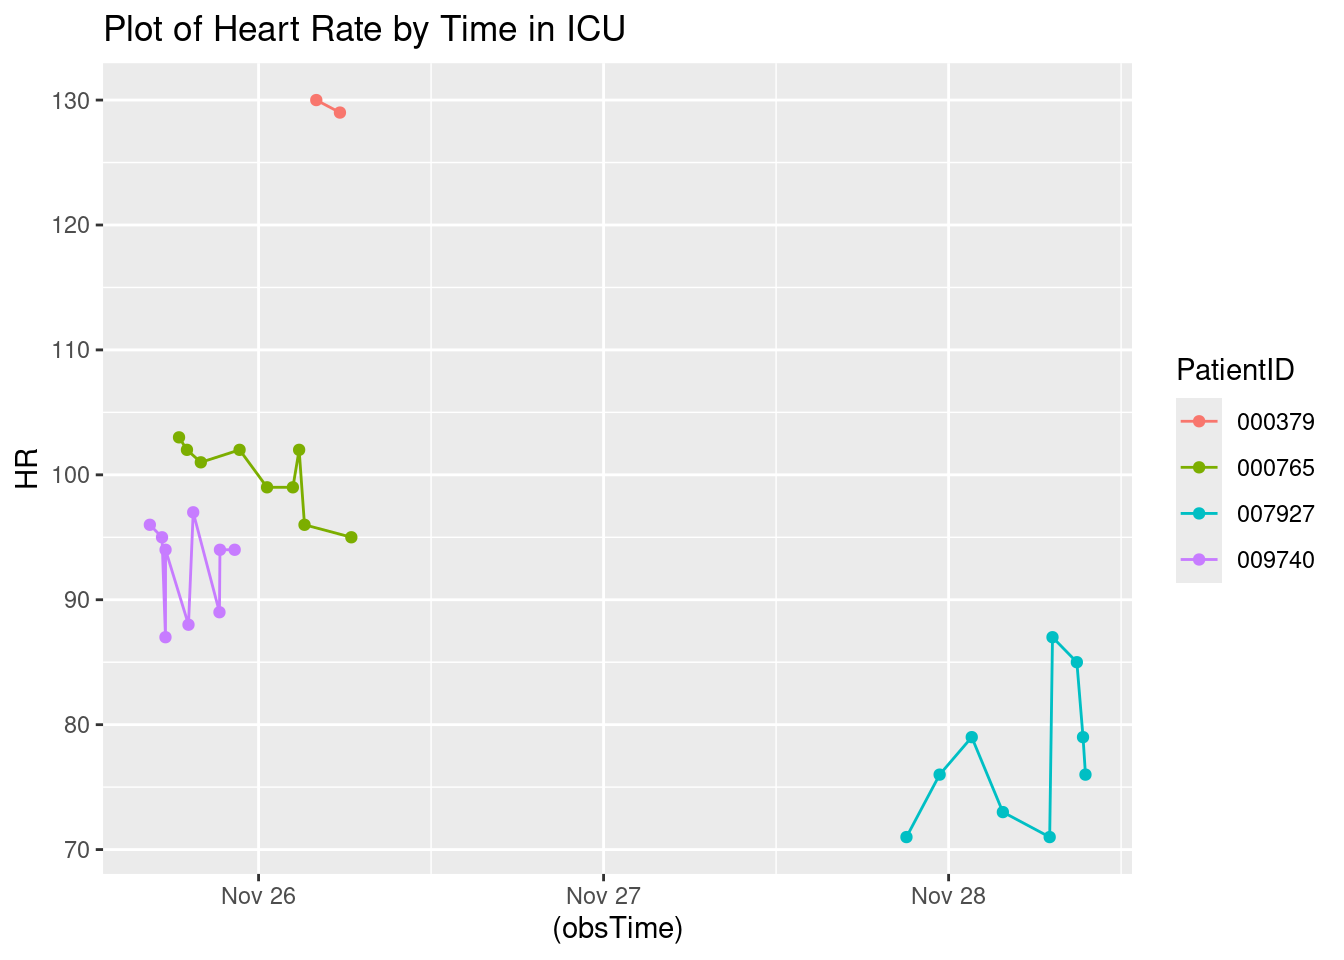 Plot of Heart Rate by Time in ICU
130
120
110
100
90
80
70
HR
Nov 26
Nov 27
Nov 28
(obsTime)
PatientID
000379
000765
007927
009740